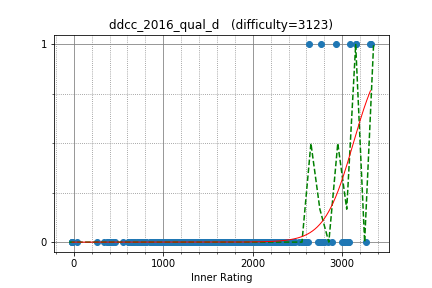 ddcc_2016_qual_d (difficulty=3123)
1
0
0 1000 2000 3000
Inner Rating